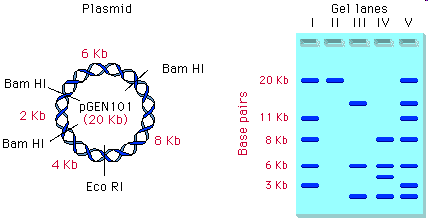 Plasmid
6 Kb
Bam HI
Bam HI
pGEN101
(20 Kb)
2 Kb
Bam HI
8 Kb
4 Kb
Eco RI
Gel lanes
I II III IV V
Base pairs
20 Kb
11 Kb
8 Kb
6 Kb
3 Kb